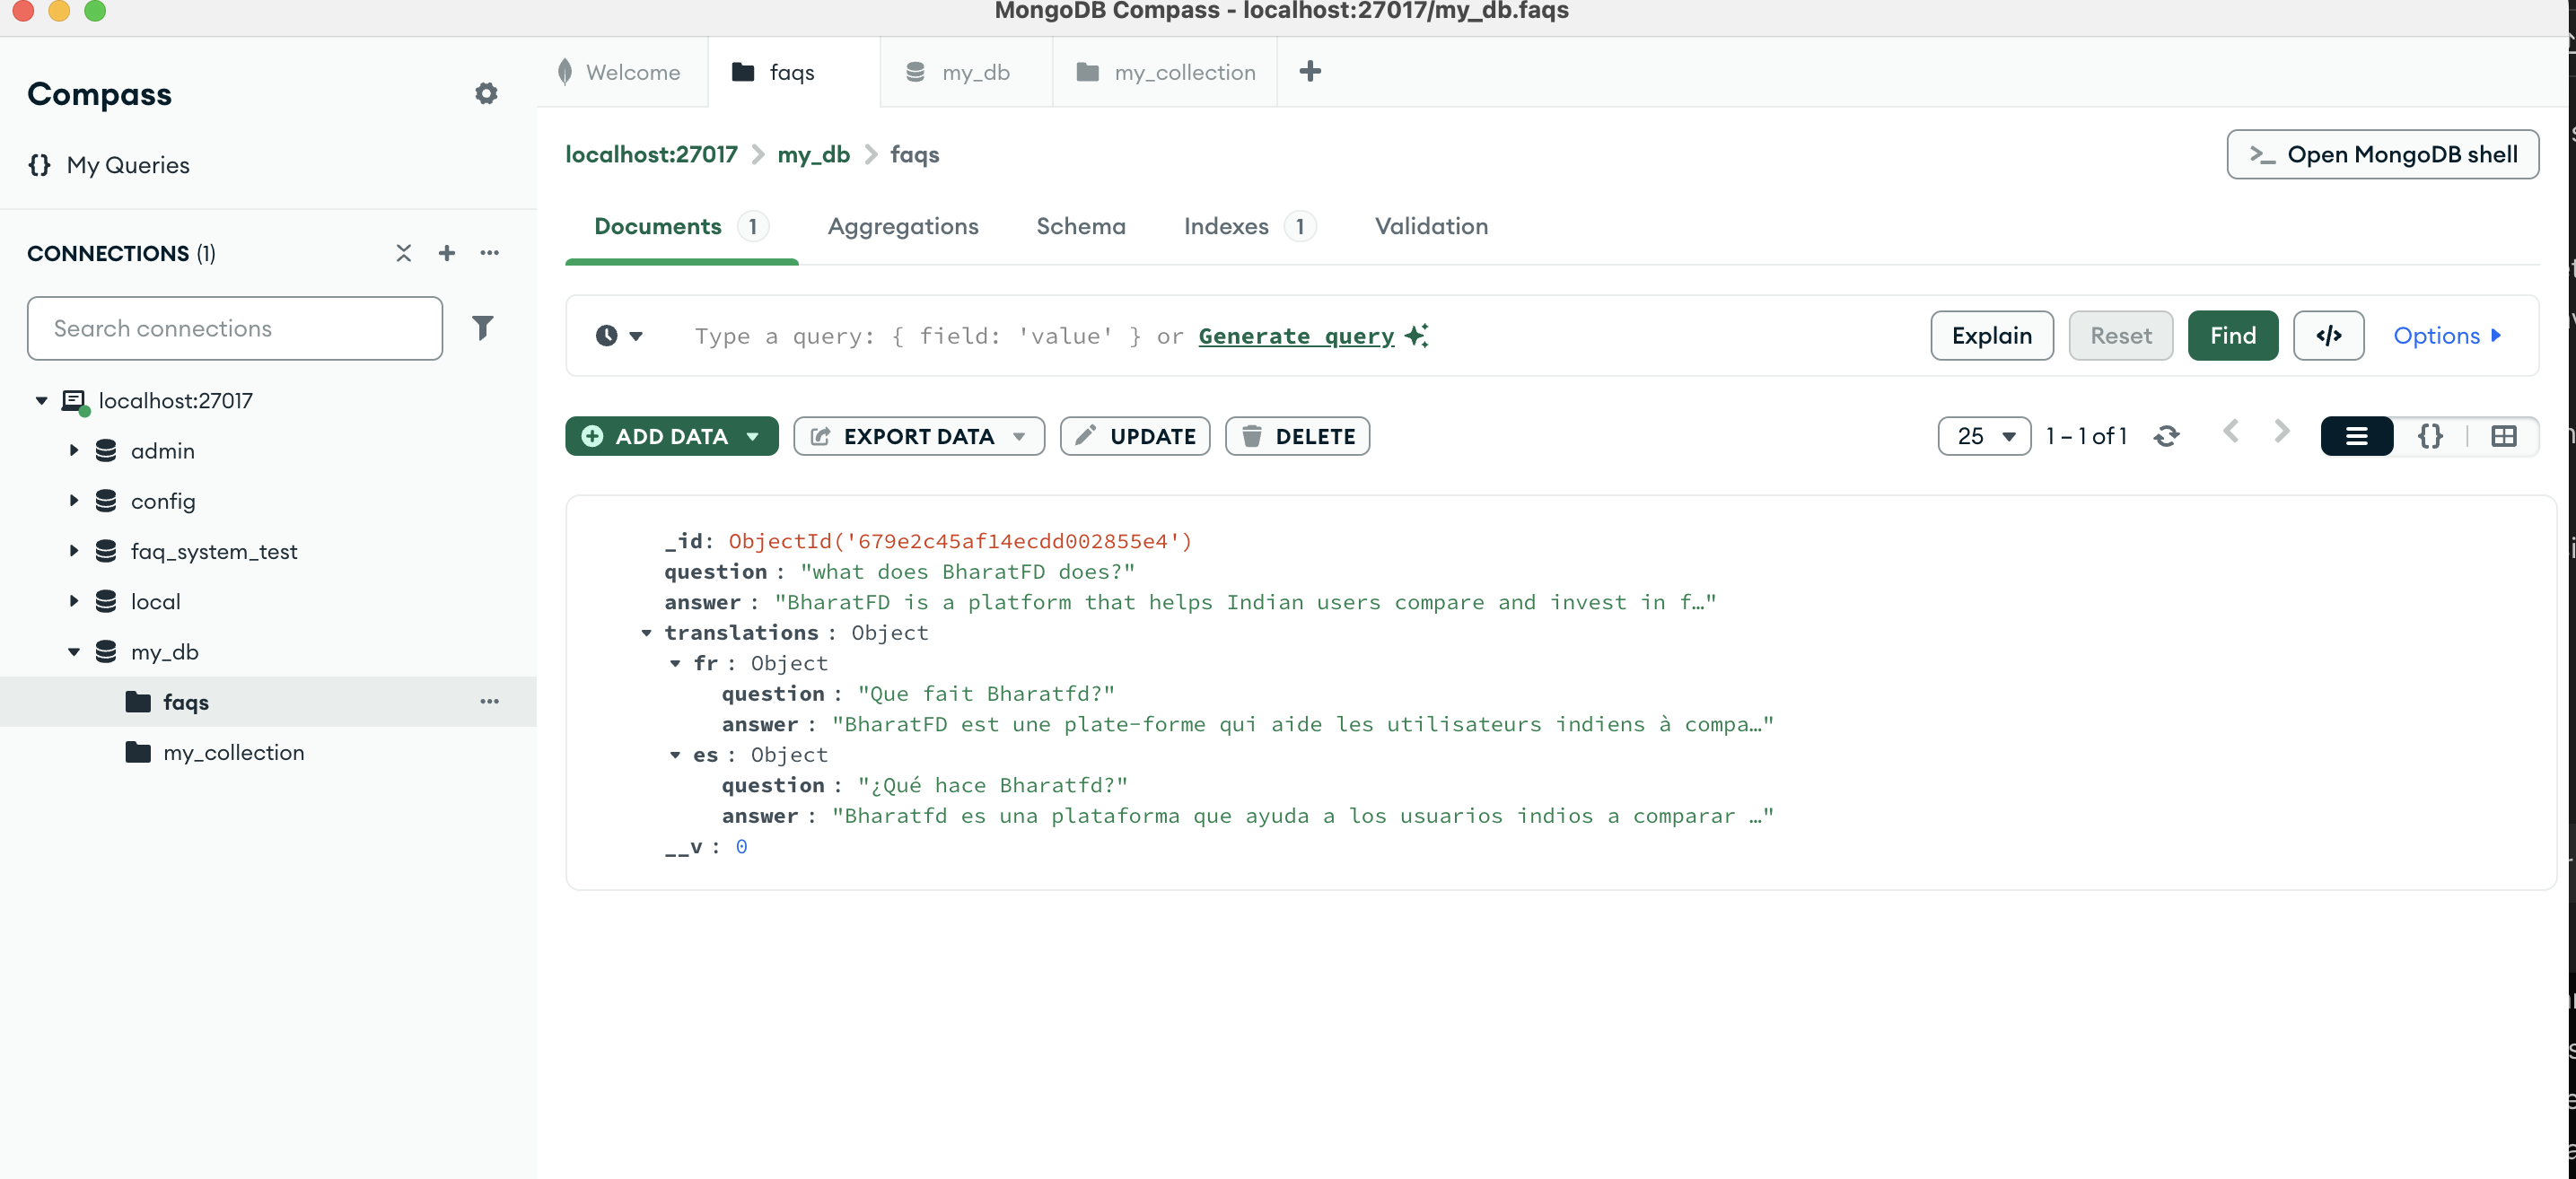 MongoDB Compass - localhost:27017/my_db.faqs
Compass
My Queries
CONNECTIONS (1)
Search connections
localhost:27017
admin
config
faq_system_test
local
my_db
faqs
my_collection
Welcome
faqs
my_db
my_collection
localhost:27017 > my_db > faqs
>_ Open MongoDB shell
Documents 1 Aggregations Schema Indexes 1 Validation
Type a query: { field: 'value' } or Generate query
Explain Reset Find </> Options
ADD DATA EXPORT DATA UPDATE DELETE
25 1 – 1 of 1 {}
_id: ObjectId('679e2c45af14ecdd002855e4')
question : "what does BharatFD does?"
answer : "BharatFD is a platform that helps Indian users compare and invest in f…"
translations : Object
fr : Object
question : "Que fait Bharatfd?"
answer : "BharatFD est une plate-forme qui aide les utilisateurs indiens à compa…"
es : Object
question : "¿Qué hace Bharatfd?"
answer : "Bharatfd es una plataforma que ayuda a los usuarios indios a comparar …"
__v : 0